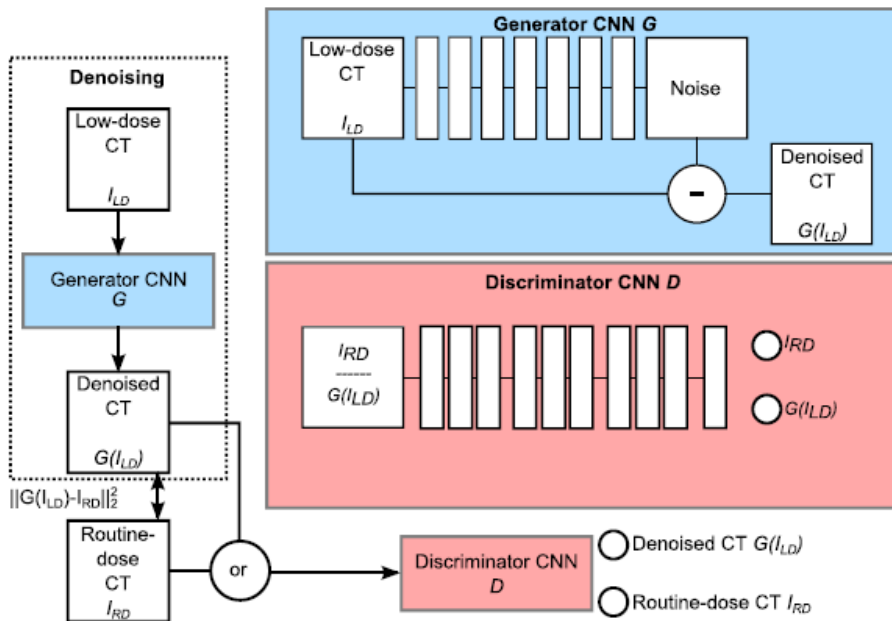 Denoising
Low-dose
CT
I_LD
Generator CNN
G
Denoised
CT
G(I_LD)
||G(I_LD)-I_RD||²₂
Routine-
dose
CT
I_RD
or
Generator CNN G
Low-dose
CT
I_LD
Noise
-
Denoised
CT
G(I_LD)
Discriminator CNN D
I_RD
------
G(I_LD)
I_RD
G(I_LD)
Discriminator CNN
D
Denoised CT G(I_LD)
Routine-dose CT I_RD